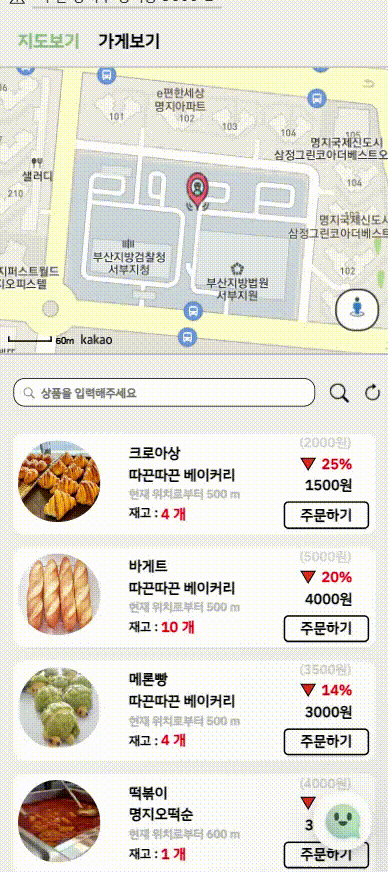 지도보기 가게보기
e편한세상
명지아파트
101
102
103
104
105
명지국제신도시
삼정그린코아더베스트오
샐러디
210
104
명지국제신도시
삼정그린코아더베스트
102
부산지방검찰청
서부지청
부산지방법원
서부지원
지퍼스트월드
디오피스텔
60m kakao
상품을 입력해주세요
크로아상
따끈따끈 베이커리
현재 위치로부터 500 m
재고 : 4 개
(2000원)
▼ 25%
1500원
주문하기
바게트
따끈따끈 베이커리
현재 위치로부터 500 m
재고 : 10 개
(5000원)
▼ 20%
4000원
주문하기
메론빵
따끈따끈 베이커리
현재 위치로부터 500 m
재고 : 4 개
(3500원)
▼ 14%
3000원
주문하기
떡볶이
명지오떡순
현재 위치로부터 600 m
재고 : 1 개
(4000원)
▼
3
주문하기